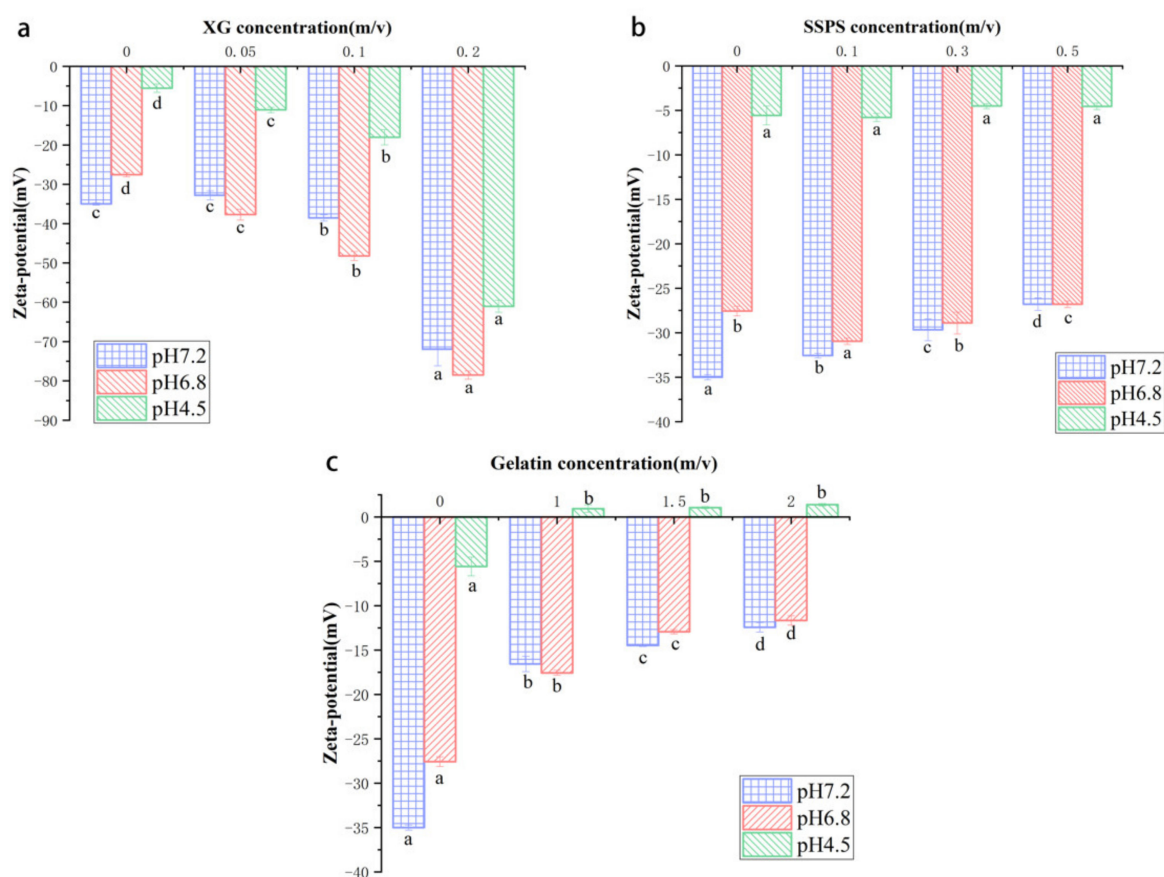 a
XG concentration(m/v)
0 0.05 0.1 0.2
0
-10
-20
-30
-40
-50
-60
-70
-80
-90
Zeta-potential(mV)
c d d
c c c
b b b
a a a
pH7.2
pH6.8
pH4.5
b
SSPS concentration(m/v)
0 0.1 0.3 0.5
0
-5
-10
-15
-20
-25
-30
-35
-40
Zeta-potential(mV)
a b a
b a a
c b a
d c a
pH7.2
pH6.8
pH4.5
c
Gelatin concentration(m/v)
0 1 1.5 2
0
-5
-10
-15
-20
-25
-30
-35
-40
Zeta-potential(mV)
a a a
b b b
c c b
d d b
pH7.2
pH6.8
pH4.5